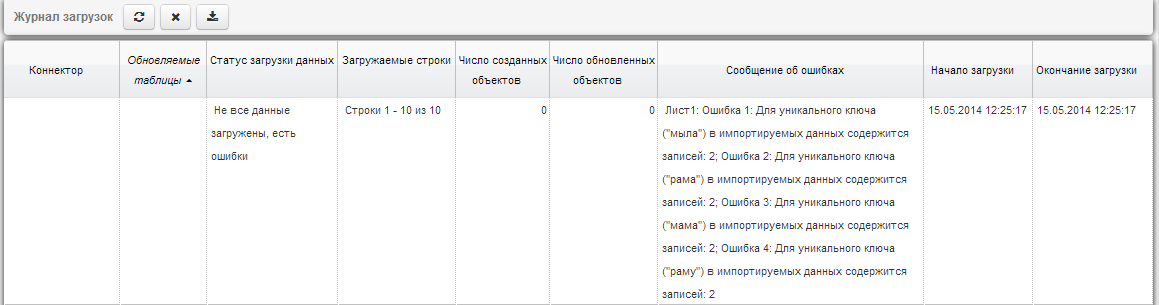 Журнал загрузок
Коннектор
Обновляемые
таблицы
Статус загрузки данных
Загружаемые строки
Число созданных
объектов
Число обновленных
объектов
Сообщение об ошибках
Начало загрузки
Окончание загрузки
Не все данные
загружены, есть
ошибки
Строки 1 - 10 из 10
0
0
Лист1: Ошибка 1: Для уникального ключа
("мыла") в импортируемых данных содержится
записей: 2; Ошибка 2: Для уникального ключа
("рама") в импортируемых данных содержится
записей: 2; Ошибка 3: Для уникального ключа
("мама") в импортируемых данных содержится
записей: 2; Ошибка 4: Для уникального ключа
("раму") в импортируемых данных содержится
записей: 2
15.05.2014 12:25:17
15.05.2014 12:25:17